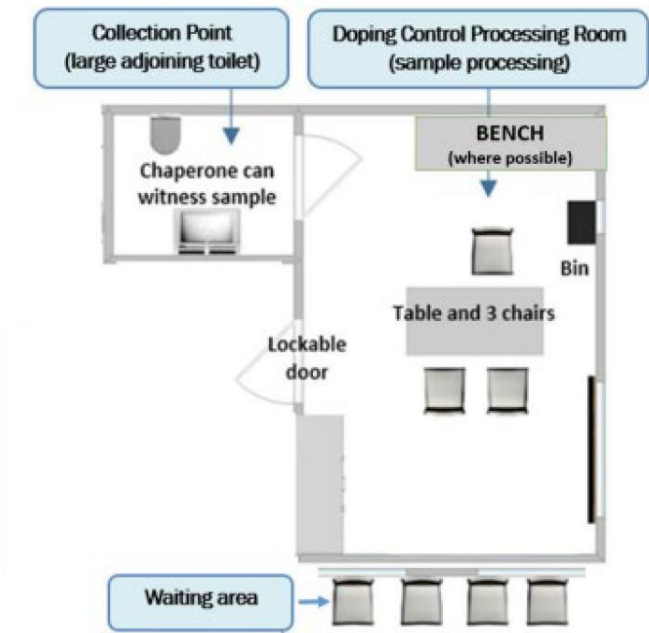 Collection Point
(large adjoining toilet)
Doping Control Processing Room
(sample processing)
BENCH
(where possible)
Chaperone can
witness sample
Bin
Table and 3 chairs
Lockable
door
Waiting area